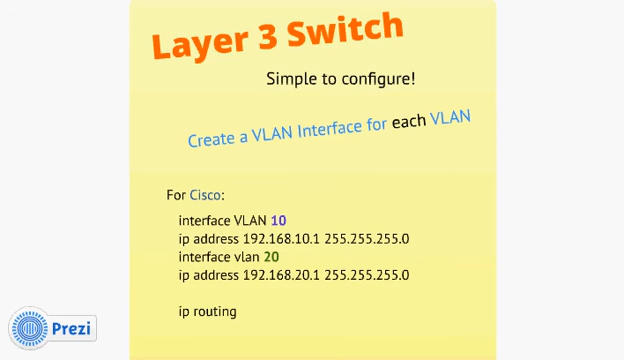 Layer 3 Switch
Simple to configure!
Create a VLAN Interface for each VLAN
For Cisco:
interface VLAN 10
ip address 192.168.10.1 255.255.255.0
interface vlan 20
ip address 192.168.20.1 255.255.255.0
ip routing
Prezi